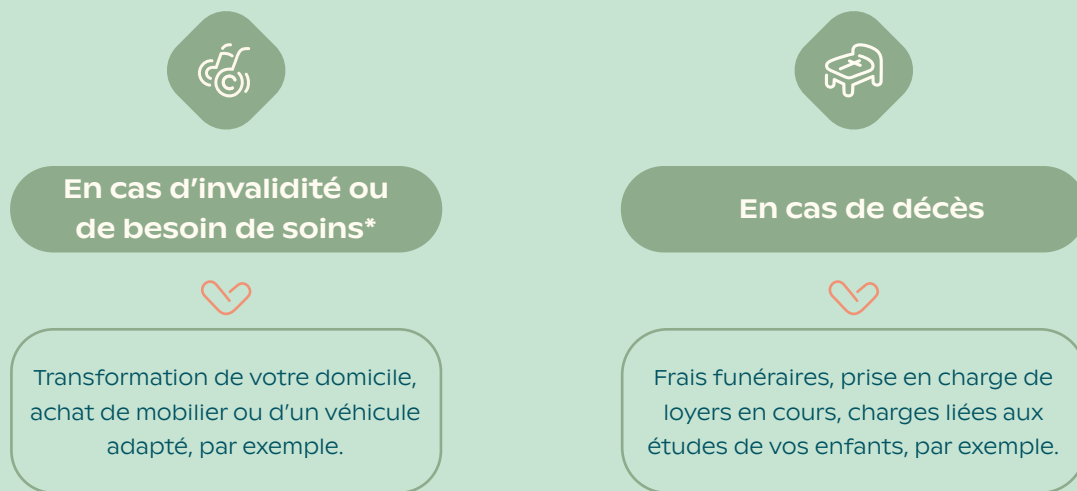 En cas d’invalidité ou
de besoin de soins*
Transformation de votre domicile,
achat de mobilier ou d’un véhicule
adapté, par exemple.
En cas de décès
Frais funéraires, prise en charge de
loyers en cours, charges liées aux
études de vos enfants, par exemple.